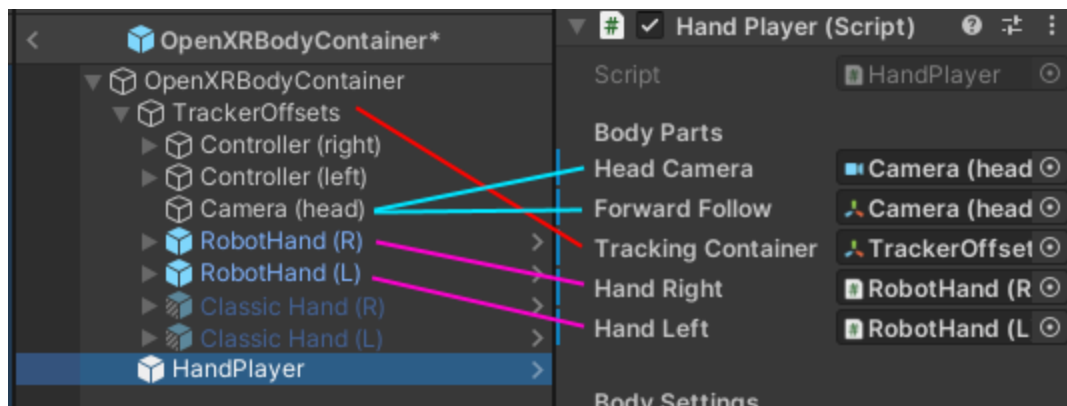 OpenXRBodyContainer*
OpenXRBodyContainer
TrackerOffsets
Controller (right)
Controller (left)
Camera (head)
RobotHand (R)
RobotHand (L)
Classic Hand (R)
Classic Hand (L)
HandPlayer
Hand Player (Script)
Script HandPlayer
Body Parts
Head Camera Camera (head
Forward Follow Camera (head
Tracking Container TrackerOffset
Hand Right RobotHand (R
Hand Left RobotHand (L
Body Settings